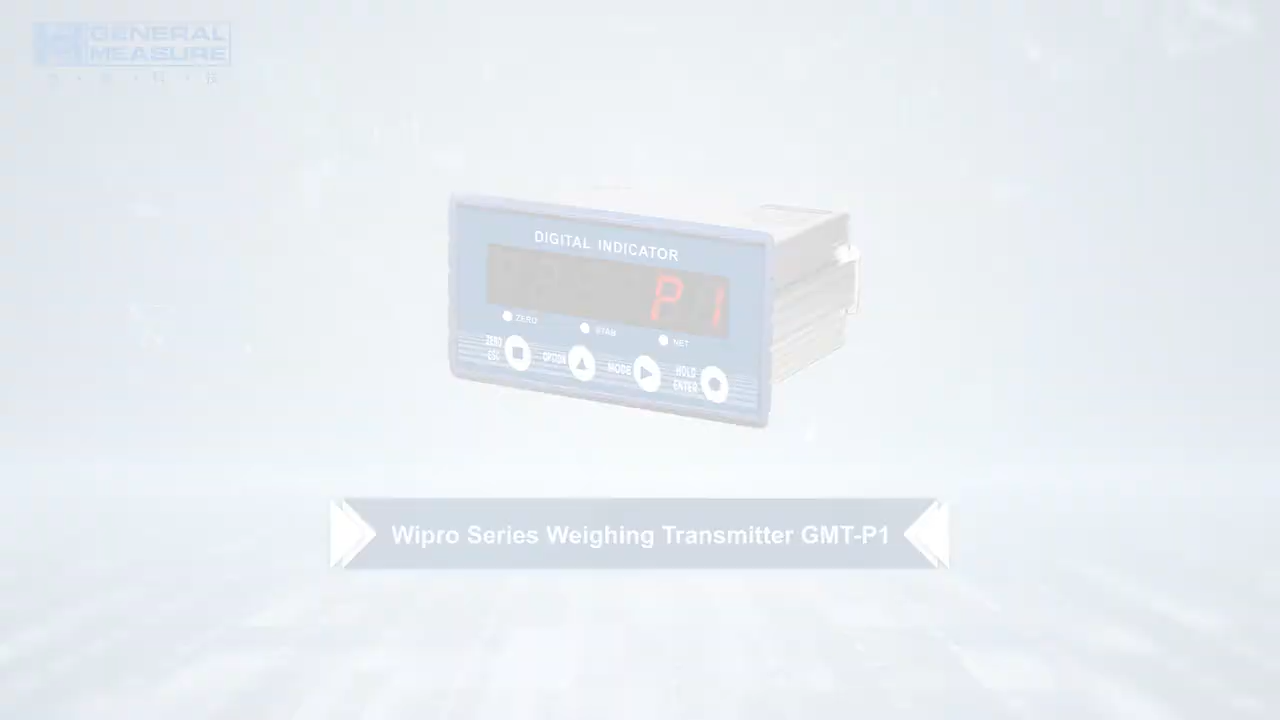 GENERAL
MEASURE
DIGITAL INDICATOR
P1
ZERO
STAB
NET
ZERO
ESC
OPTION
MODE
HOLD
ENTER
Wipro Series Weighing Transmitter GMT-P1